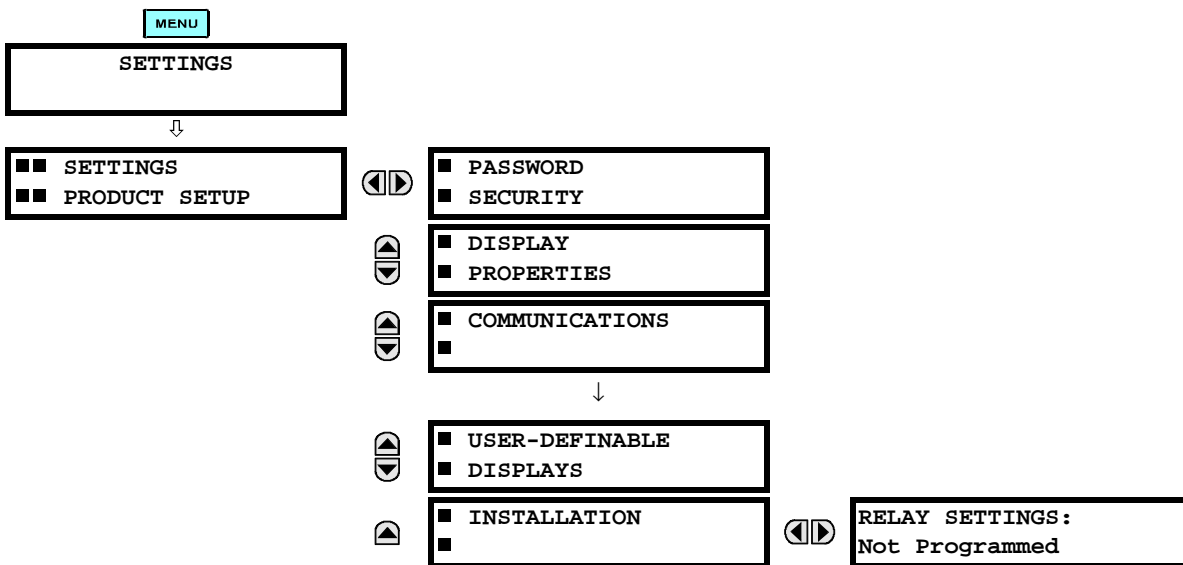 MENU
SETTINGS
SETTINGS
PRODUCT SETUP
PASSWORD
SECURITY
DISPLAY
PROPERTIES
COMMUNICATIONS
USER-DEFINABLE
DISPLAYS
INSTALLATION
RELAY SETTINGS:
Not Programmed